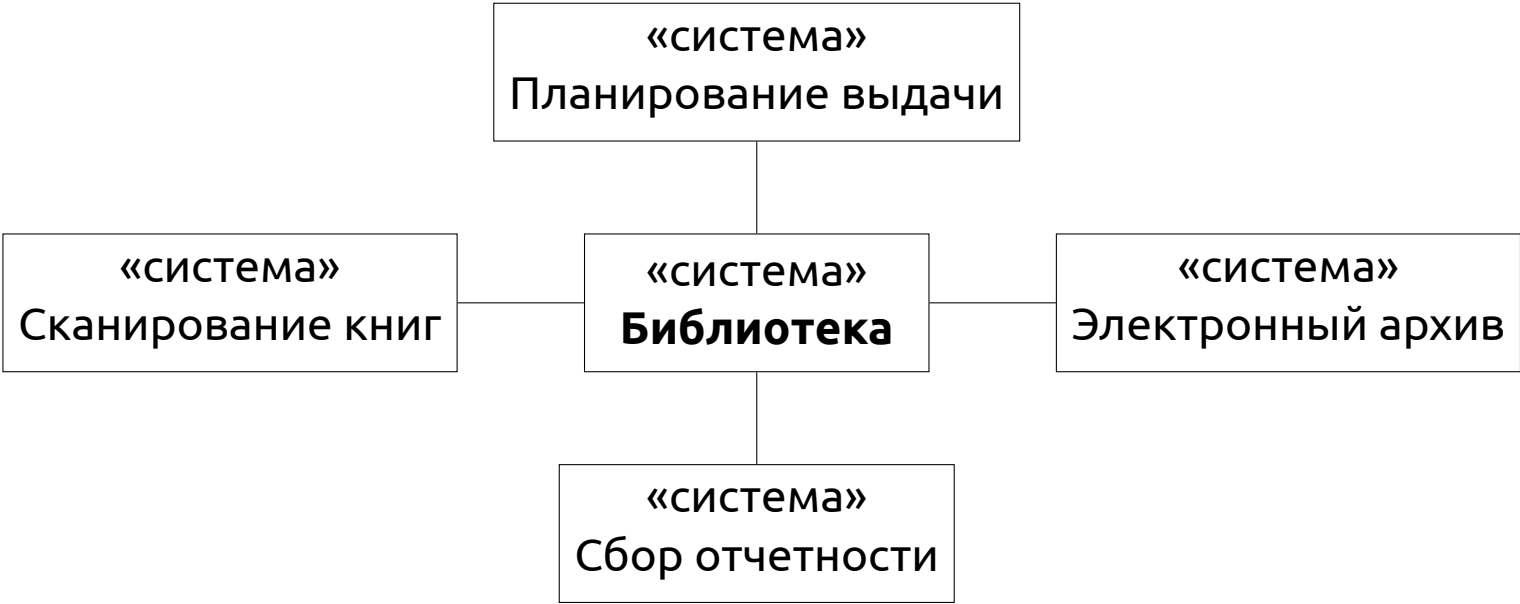 «система»
Планирование выдачи
«система»
Сканирование книг
«система»
Библиотека
«система»
Электронный архив
«система»
Сбор отчетности